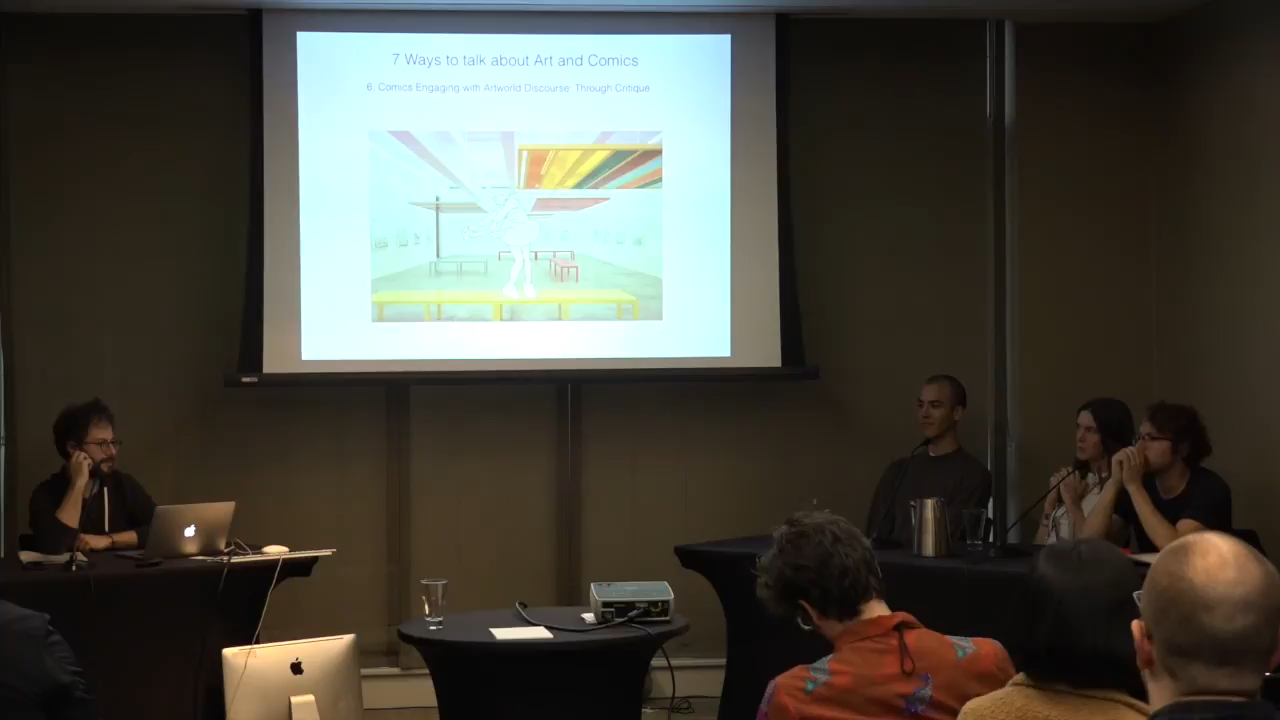 7 Ways to talk about Art and Comics
6. Comics Engaging with Artworld Discourse: Through Critique